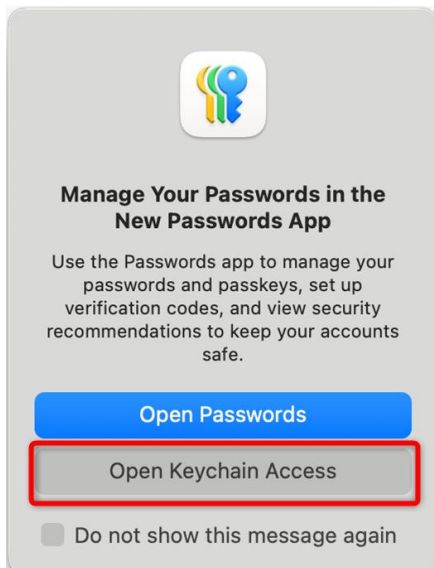 Manage Your Passwords in the
New Passwords App
Use the Passwords app to manage your
passwords and passkeys, set up
verification codes, and view security
recommendations to keep your accounts
safe.
Open Passwords
Open Keychain Access
Do not show this message again